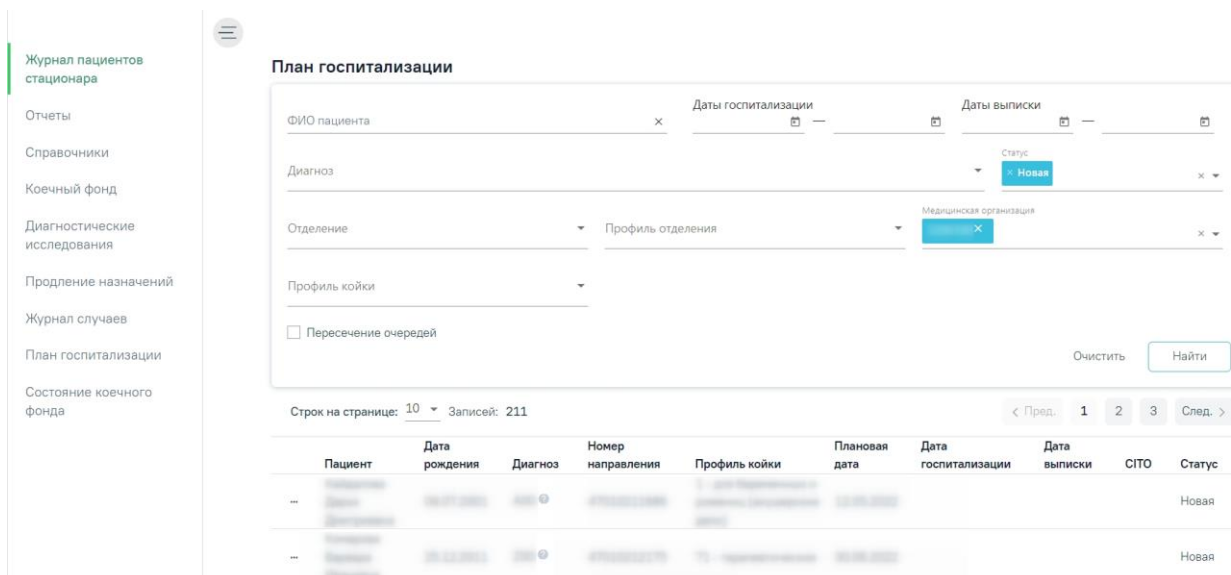 Журнал пациентов
стационара
Отчеты
Справочники
Коечный фонд
Диагностические
исследования
Продление назначений
Журнал случаев
План госпитализации
Состояние коечного
фонда
План госпитализации
ФИО пациента ×
Даты госпитализации
—
Даты выписки
—
Диагноз
Статус
× Новая ×
Отделение
Профиль отделения
Медицинская организация
× ×
Профиль койки
Пересечение очередей
Очистить Найти
Строк на странице: 10 Записей: 211 < Пред. 1 2 3 След. >
Пациент Дата рождения Диагноз Номер направления Профиль койки Плановая дата Дата госпитализации Дата выписки CITO Статус
... Новая
... Новая